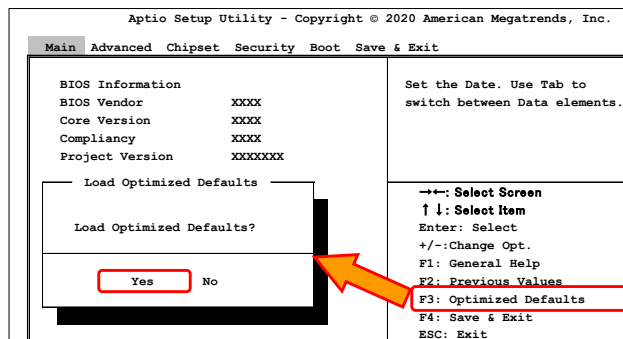 Aptio Setup Utility - Copyright © 2020 American Megatrends, Inc.
Main Advanced Chipset Security Boot Save & Exit
BIOS Information
BIOS Vendor XXXX
Core Version XXXX
Compliancy XXXX
Project Version XXXXXXX
Load Optimized Defaults
Load Optimized Defaults?
Yes No
Set the Date. Use Tab to
switch between Data elements.
→←: Select Screen
↑↓: Select Item
Enter: Select
+/-:Change Opt.
F1: General Help
F2: Previous Values
F3: Optimized Defaults
F4: Save & Exit
ESC: Exit